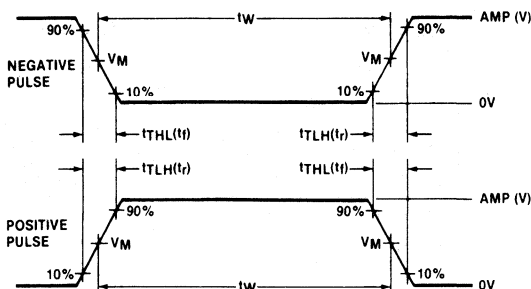 tW
90%
90%
AMP (V)
NEGATIVE
PULSE
VM
VM
10%
10%
0V
tTHL(tf)
tTLH(tr)
tTLH(tr)
tTHL(tf)
AMP (V)
90%
90%
POSITIVE
PULSE
VM
VM
10%
10%
tW
0V